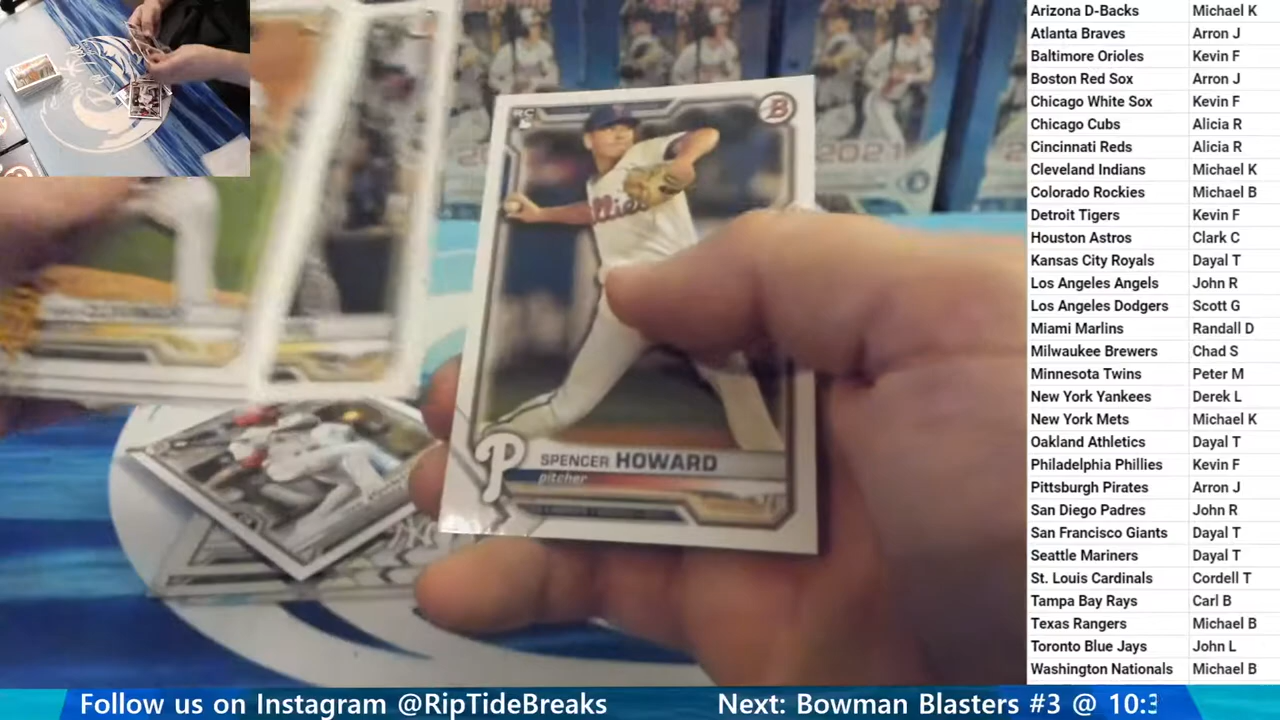 2021
2021
RC
B
P
SPENCER HOWARD
pitcher
Arizona D-Backs Michael K
Atlanta Braves Arron J
Baltimore Orioles Kevin F
Boston Red Sox Arron J
Chicago White Sox Kevin F
Chicago Cubs Alicia R
Cincinnati Reds Alicia R
Cleveland Indians Michael K
Colorado Rockies Michael B
Detroit Tigers Kevin F
Houston Astros Clark C
Kansas City Royals Dayal T
Los Angeles Angels John R
Los Angeles Dodgers Scott G
Miami Marlins Randall D
Milwaukee Brewers Chad S
Minnesota Twins Peter M
New York Yankees Derek L
New York Mets Michael K
Oakland Athletics Dayal T
Philadelphia Phillies Kevin F
Pittsburgh Pirates Arron J
San Diego Padres John R
San Francisco Giants Dayal T
Seattle Mariners Dayal T
St. Louis Cardinals Cordell T
Tampa Bay Rays Carl B
Texas Rangers Michael B
Toronto Blue Jays John L
Washington Nationals Michael B
Follow us on Instagram @RipTideBreaks Next: Bowman Blasters #3 @ 10:3